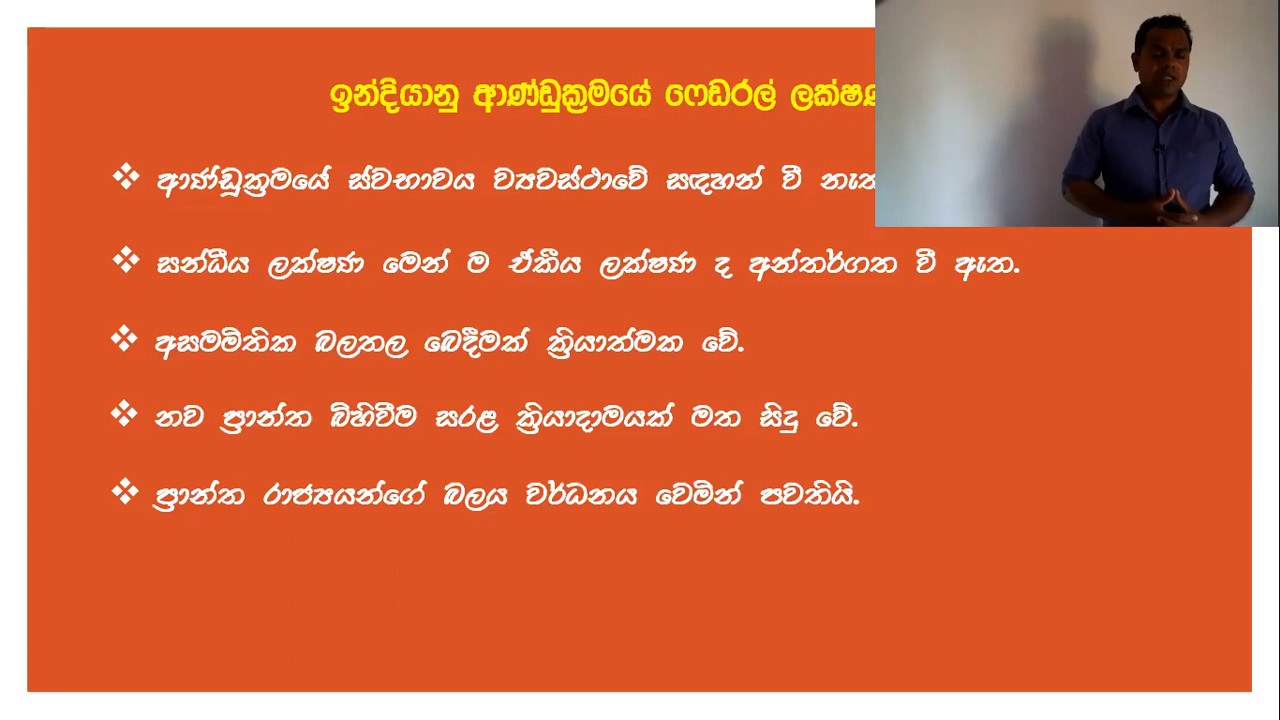 ඉන්දියානු ආණ්ඩුක්‍රමයේ ෆෙඩරල් ලක්ෂණ
❖ ආණ්ඩුක්‍රමයේ ස්වභාවය ව්‍යවස්ථාවේ සඳහන් වී නැත
❖ සන්ධීය ලක්ෂණ මෙන් ම ඒකීය ලක්ෂණ ද අන්තර්ගත වී ඇත.
❖ අසමමිතික බලතල බෙදීමක් ක්‍රියාත්මක වේ.
❖ නව ප්‍රාන්ත බිහිවීම සරළ ක්‍රියාදාමයක් මත සිදු වේ.
❖ ප්‍රාන්ත රාජ්‍යයන්ගේ බලය වර්ධනය වෙමින් පවතියි.